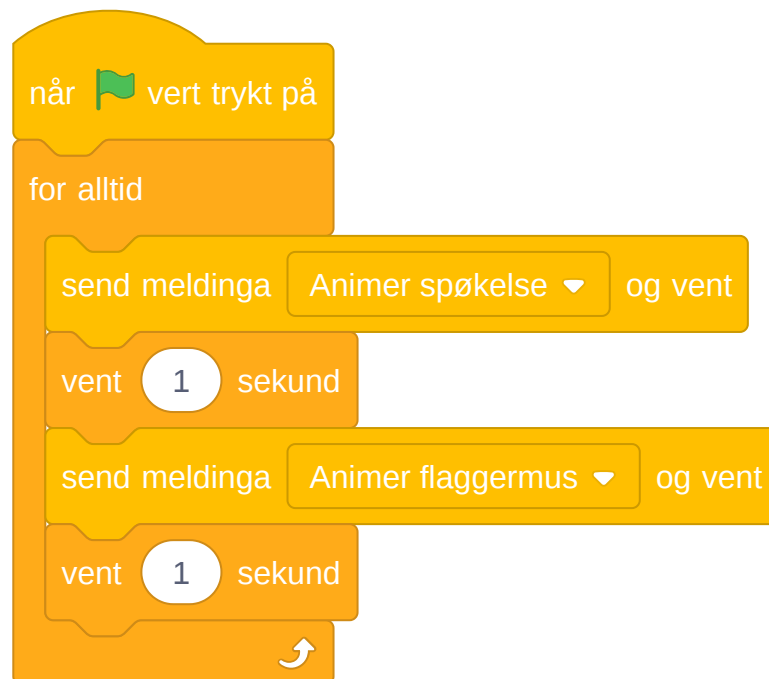 når vert trykt på
for alltid
send meldinga Animer spøkelse og vent
vent 1 sekund
send meldinga Animer flaggermus og vent
vent 1 sekund